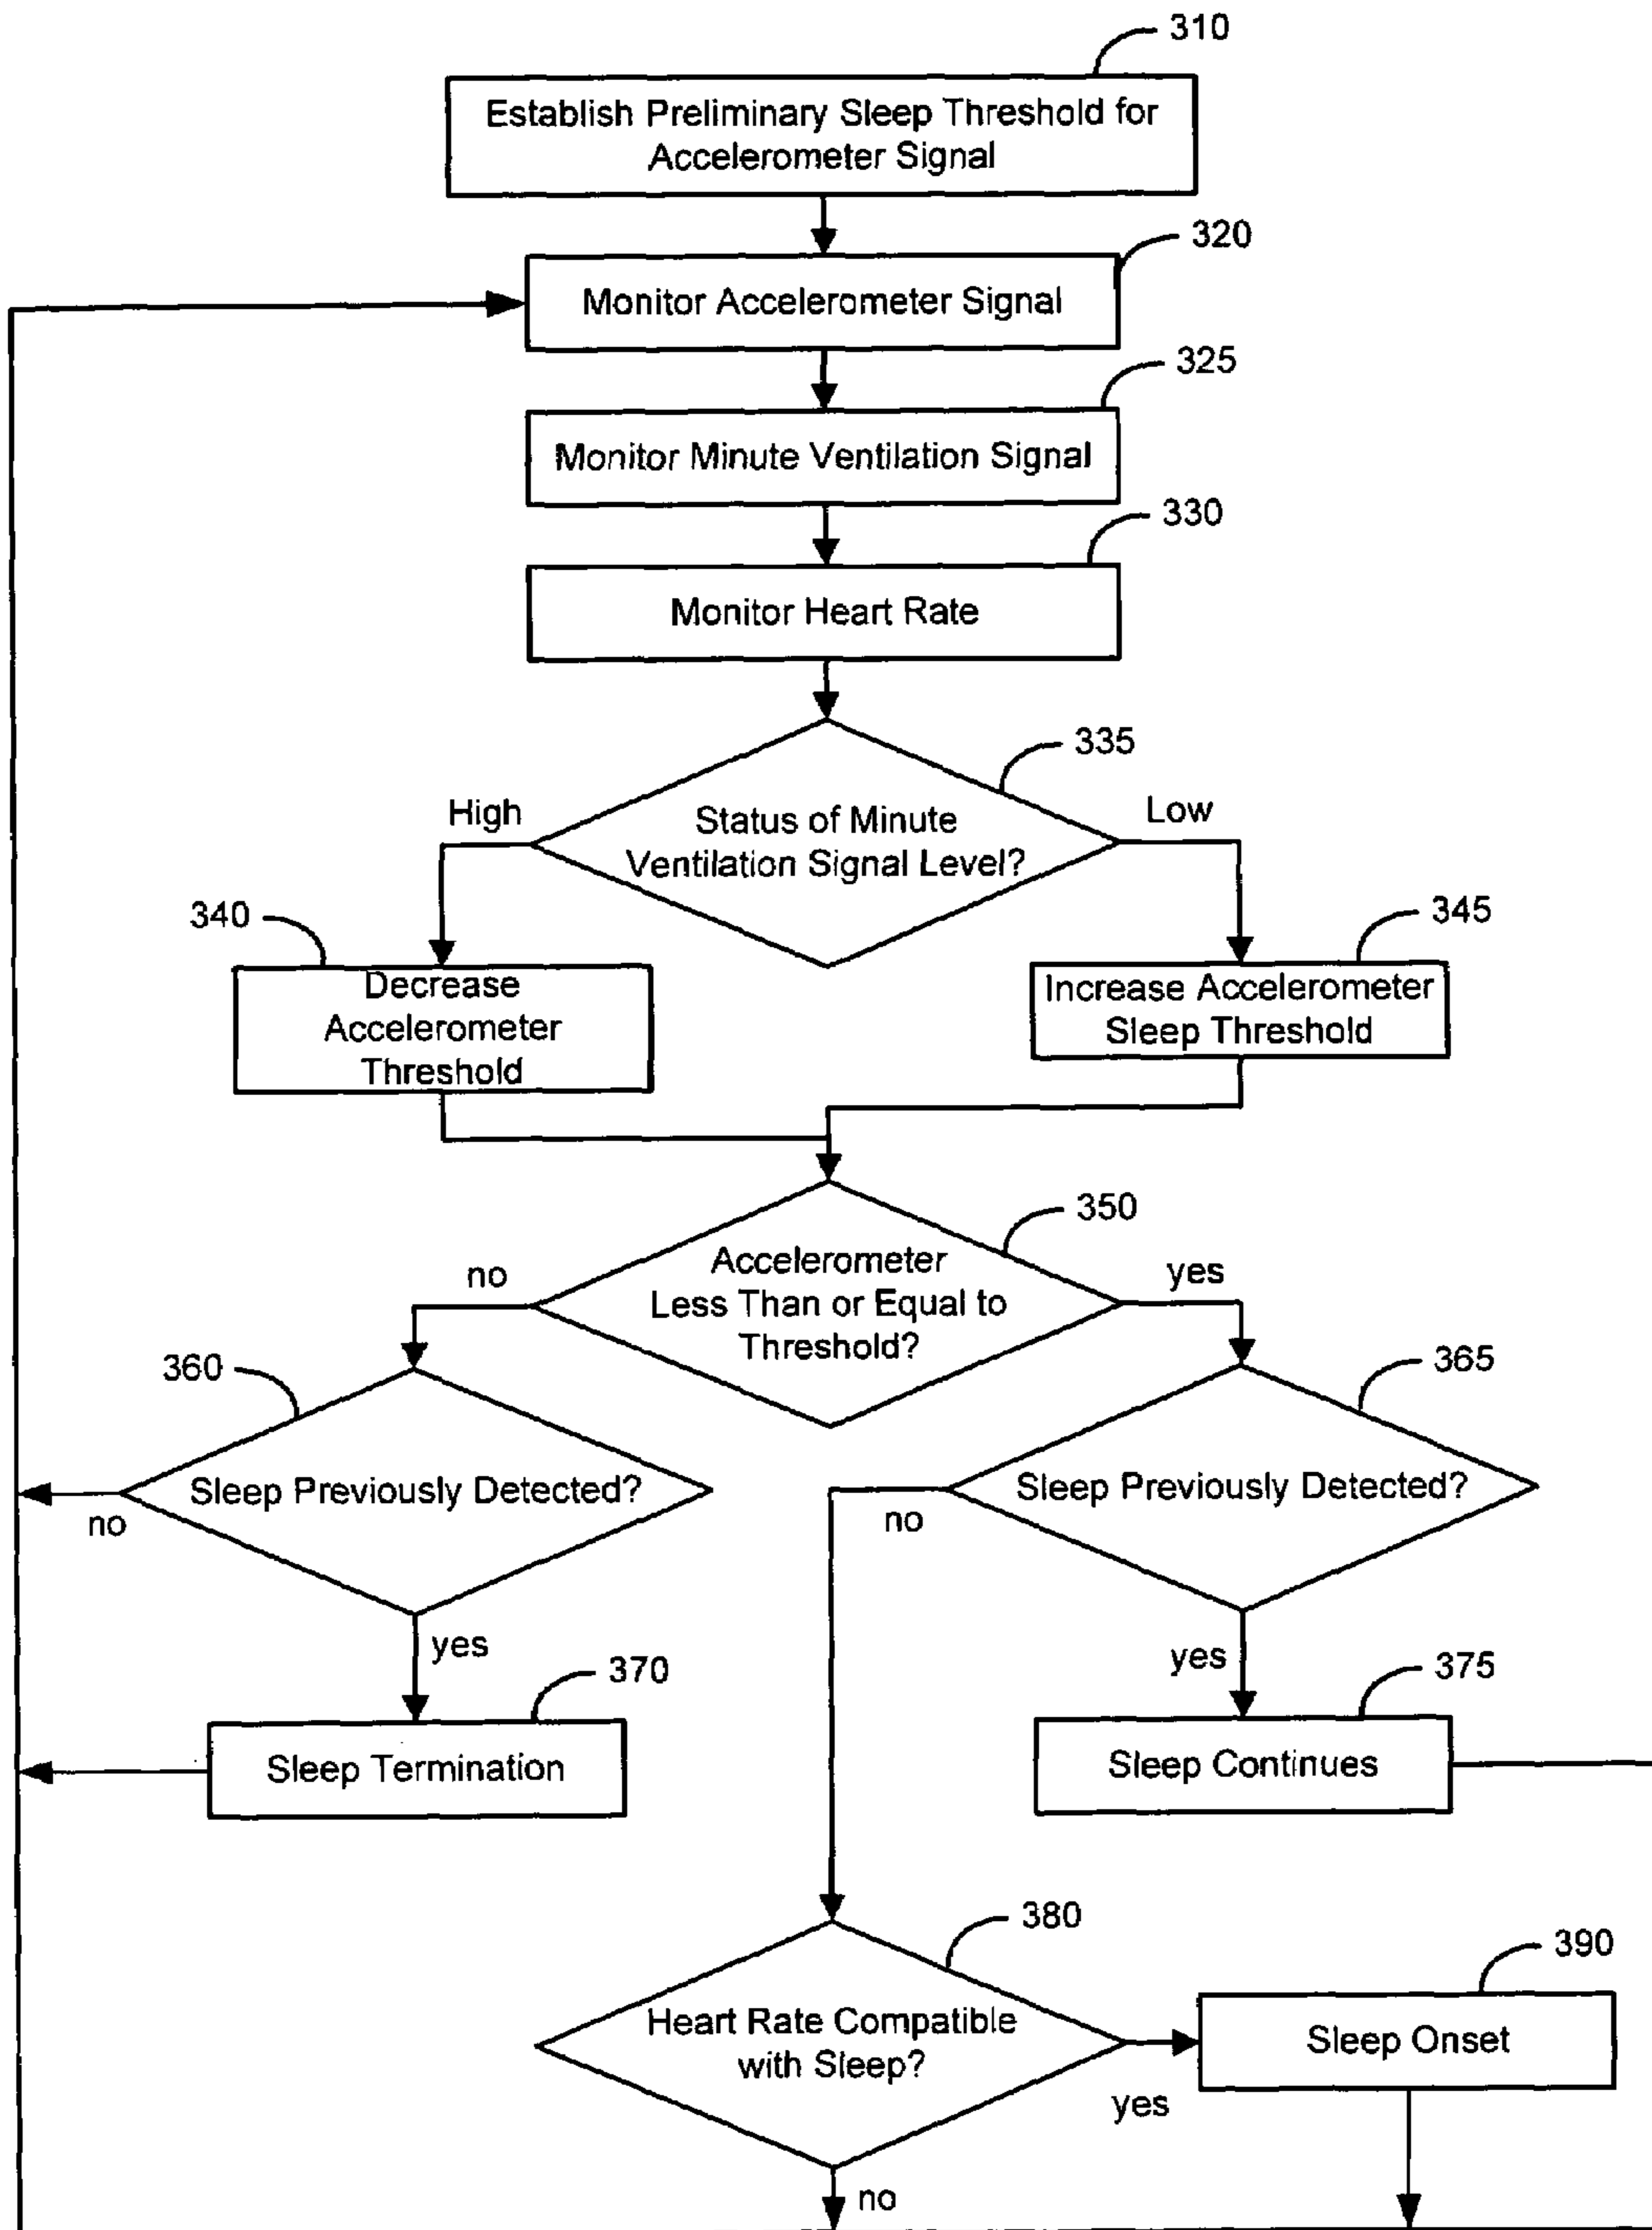 310
Establish Preliminary Sleep Threshold for
Accelerometer Signal
320
Monitor Accelerometer Signal
325
Monitor Minute Ventilation Signal
330
Monitor Heart Rate
335
High
Status of Minute
Ventilation Signal Level?
Low
340
Decrease
Accelerometer
Threshold
345
Increase Accelerometer
Sleep Threshold
350
no
Accelerometer
Less Than or Equal to
Threshold?
yes
360
Sleep Previously Detected?
no
365
Sleep Previously Detected?
no
yes
370
Sleep Termination
yes
375
Sleep Continues
380
Heart Rate Compatible
with Sleep?
yes
390
Sleep Onset
no